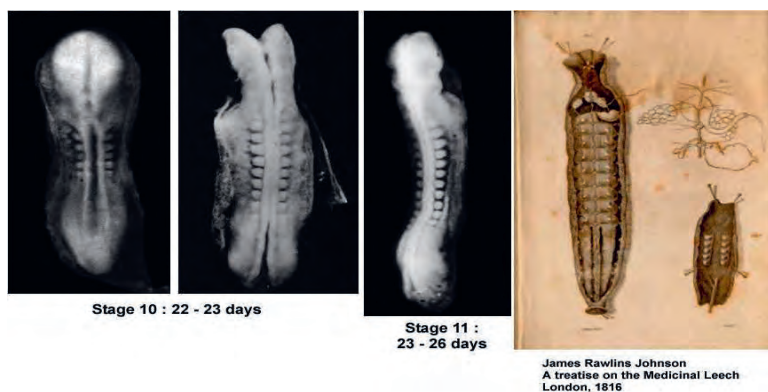 Stage 10 : 22 - 23 days
Stage 11 :
23 - 26 days
James Rawlins Johnson
A treatise on the Medicinal Leech
London, 1816